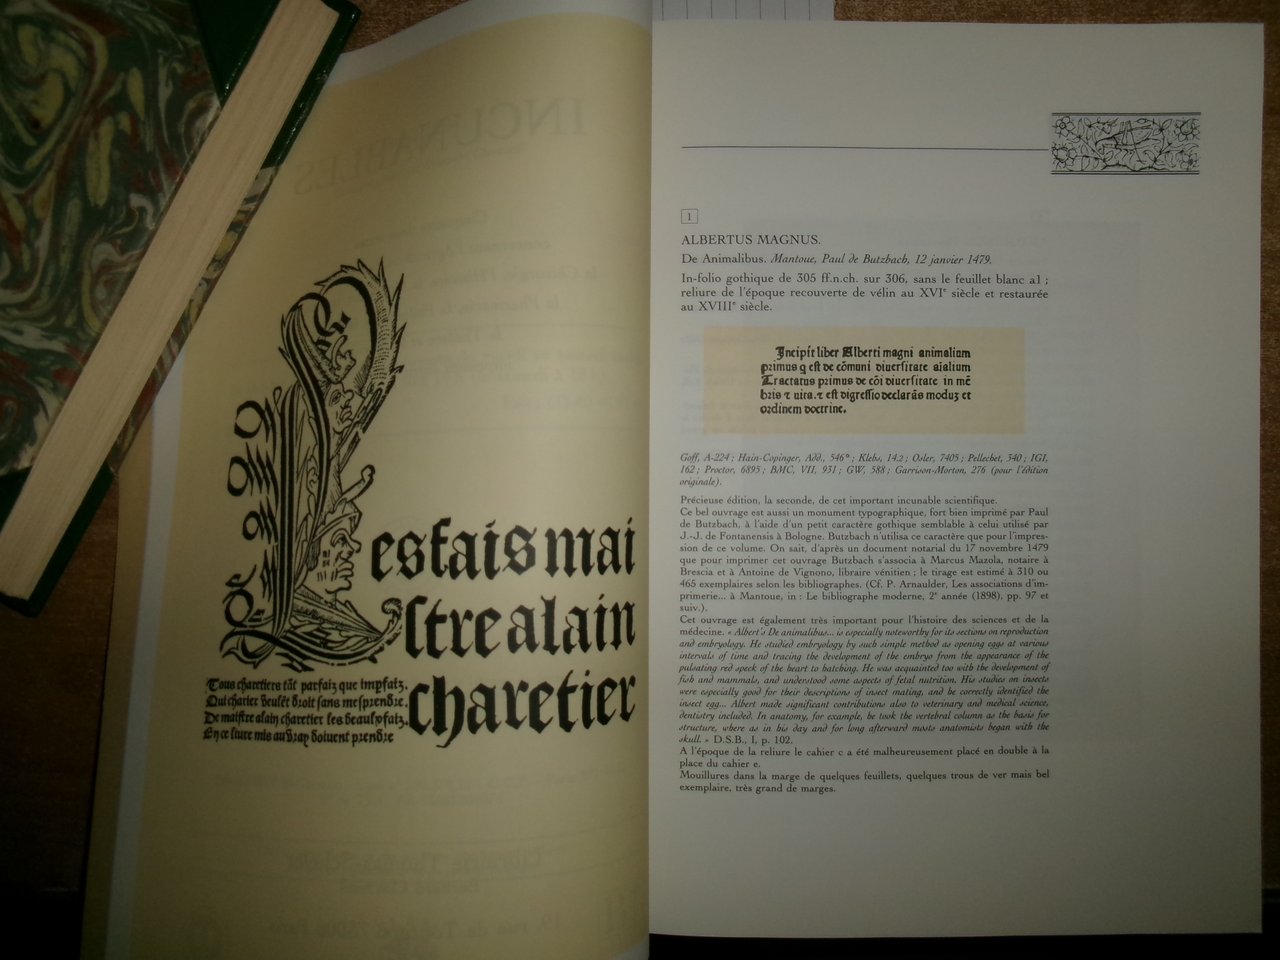 esfais mai
stre alain
charetier
Tous charetiers tāt parfaiz que impfaiz.
Qui charier veulēt droit sans mesprendre.
De maistre alain charetier les beaulx faiz.
En ce livre mis au vray doivent prendre
1
ALBERTUS MAGNUS.
De Animalibus. Mantoue, Paul de Butzbach, 12 janvier 1479.
In-folio gothique de 305 ff.n.ch. sur 306, sans le feuillet blanc a1 ;
reliure de l'époque recouverte de vélin au XVIe siècle et restaurée
au XVIIIe siècle.
Incipit liber Alberti magni animalium
primus q est de cōmuni diversitate aialium
Tractatus primus de cōi diversitate in mē
bris ⁊ vita.⁊ est digressio declarās moduʒ et
ordinem doctrine.
Goff, A-224 ; Hain-Copinger, Add., 546* ; Klebs, 14.2 ; Osler, 7405 ; Pellechet, 340 ; IGI,
162 ; Proctor, 6895 ; BMC, VII, 931 ; GW, 588 ; Garrison-Morton, 276 (pour l'édition
originale).
Précieuse édition, la seconde, de cet important incunable scientifique.
Ce bel ouvrage est aussi un monument typographique, fort bien imprimé par Paul
de Butzbach, à l'aide d'un petit caractère gothique semblable à celui utilisé par
J.-J. de Fontanensis à Bologne. Butzbach n'utilisa ce caractère que pour l'impres-
sion de ce volume. On sait, d'après un document notarial du 17 novembre 1479
que pour imprimer cet ouvrage Butzbach s'associa à Marcus Mazola, notaire à
Brescia et à Antoine de Vignono, libraire vénitien ; le tirage est estimé à 310 ou
465 exemplaires selon les bibliographes. (Cf. P. Arnaulder, Les associations d'im-
primerie... à Mantoue, in : Le bibliographe moderne, 2e année (1898), pp. 97 et
suiv.).
Cet ouvrage est également très important pour l'histoire des sciences et de la
médecine. « Albert's De animalibus... is especially noteworthy for its sections on reproduction
and embryology. He studied embryology by such simple method as opening eggs at various
intervals of time and tracing the development of the embryo from the appearance of the
pulsating red speck of the heart to hatching. He was acquainted too with the development of
fish and mammals, and understood some aspects of fetal nutrition. His studies on insects
were especially good for their descriptions of insect mating, and he correctly identified the
insect egg... Albert made significant contributions also to veterinary and medical science,
dentistry included. In anatomy, for example, he took the vertebral column as the basis for
structure, where as in his day and for long afterward mosts anatomists began with the
skull. » D.S.B., I, p. 102.
A l'époque de la reliure le cahier c a été malheureusement placé en double à la
place du cahier e.
Mouillures dans la marge de quelques feuillets, quelques trous de ver mais bel
exemplaire, très grand de marges.